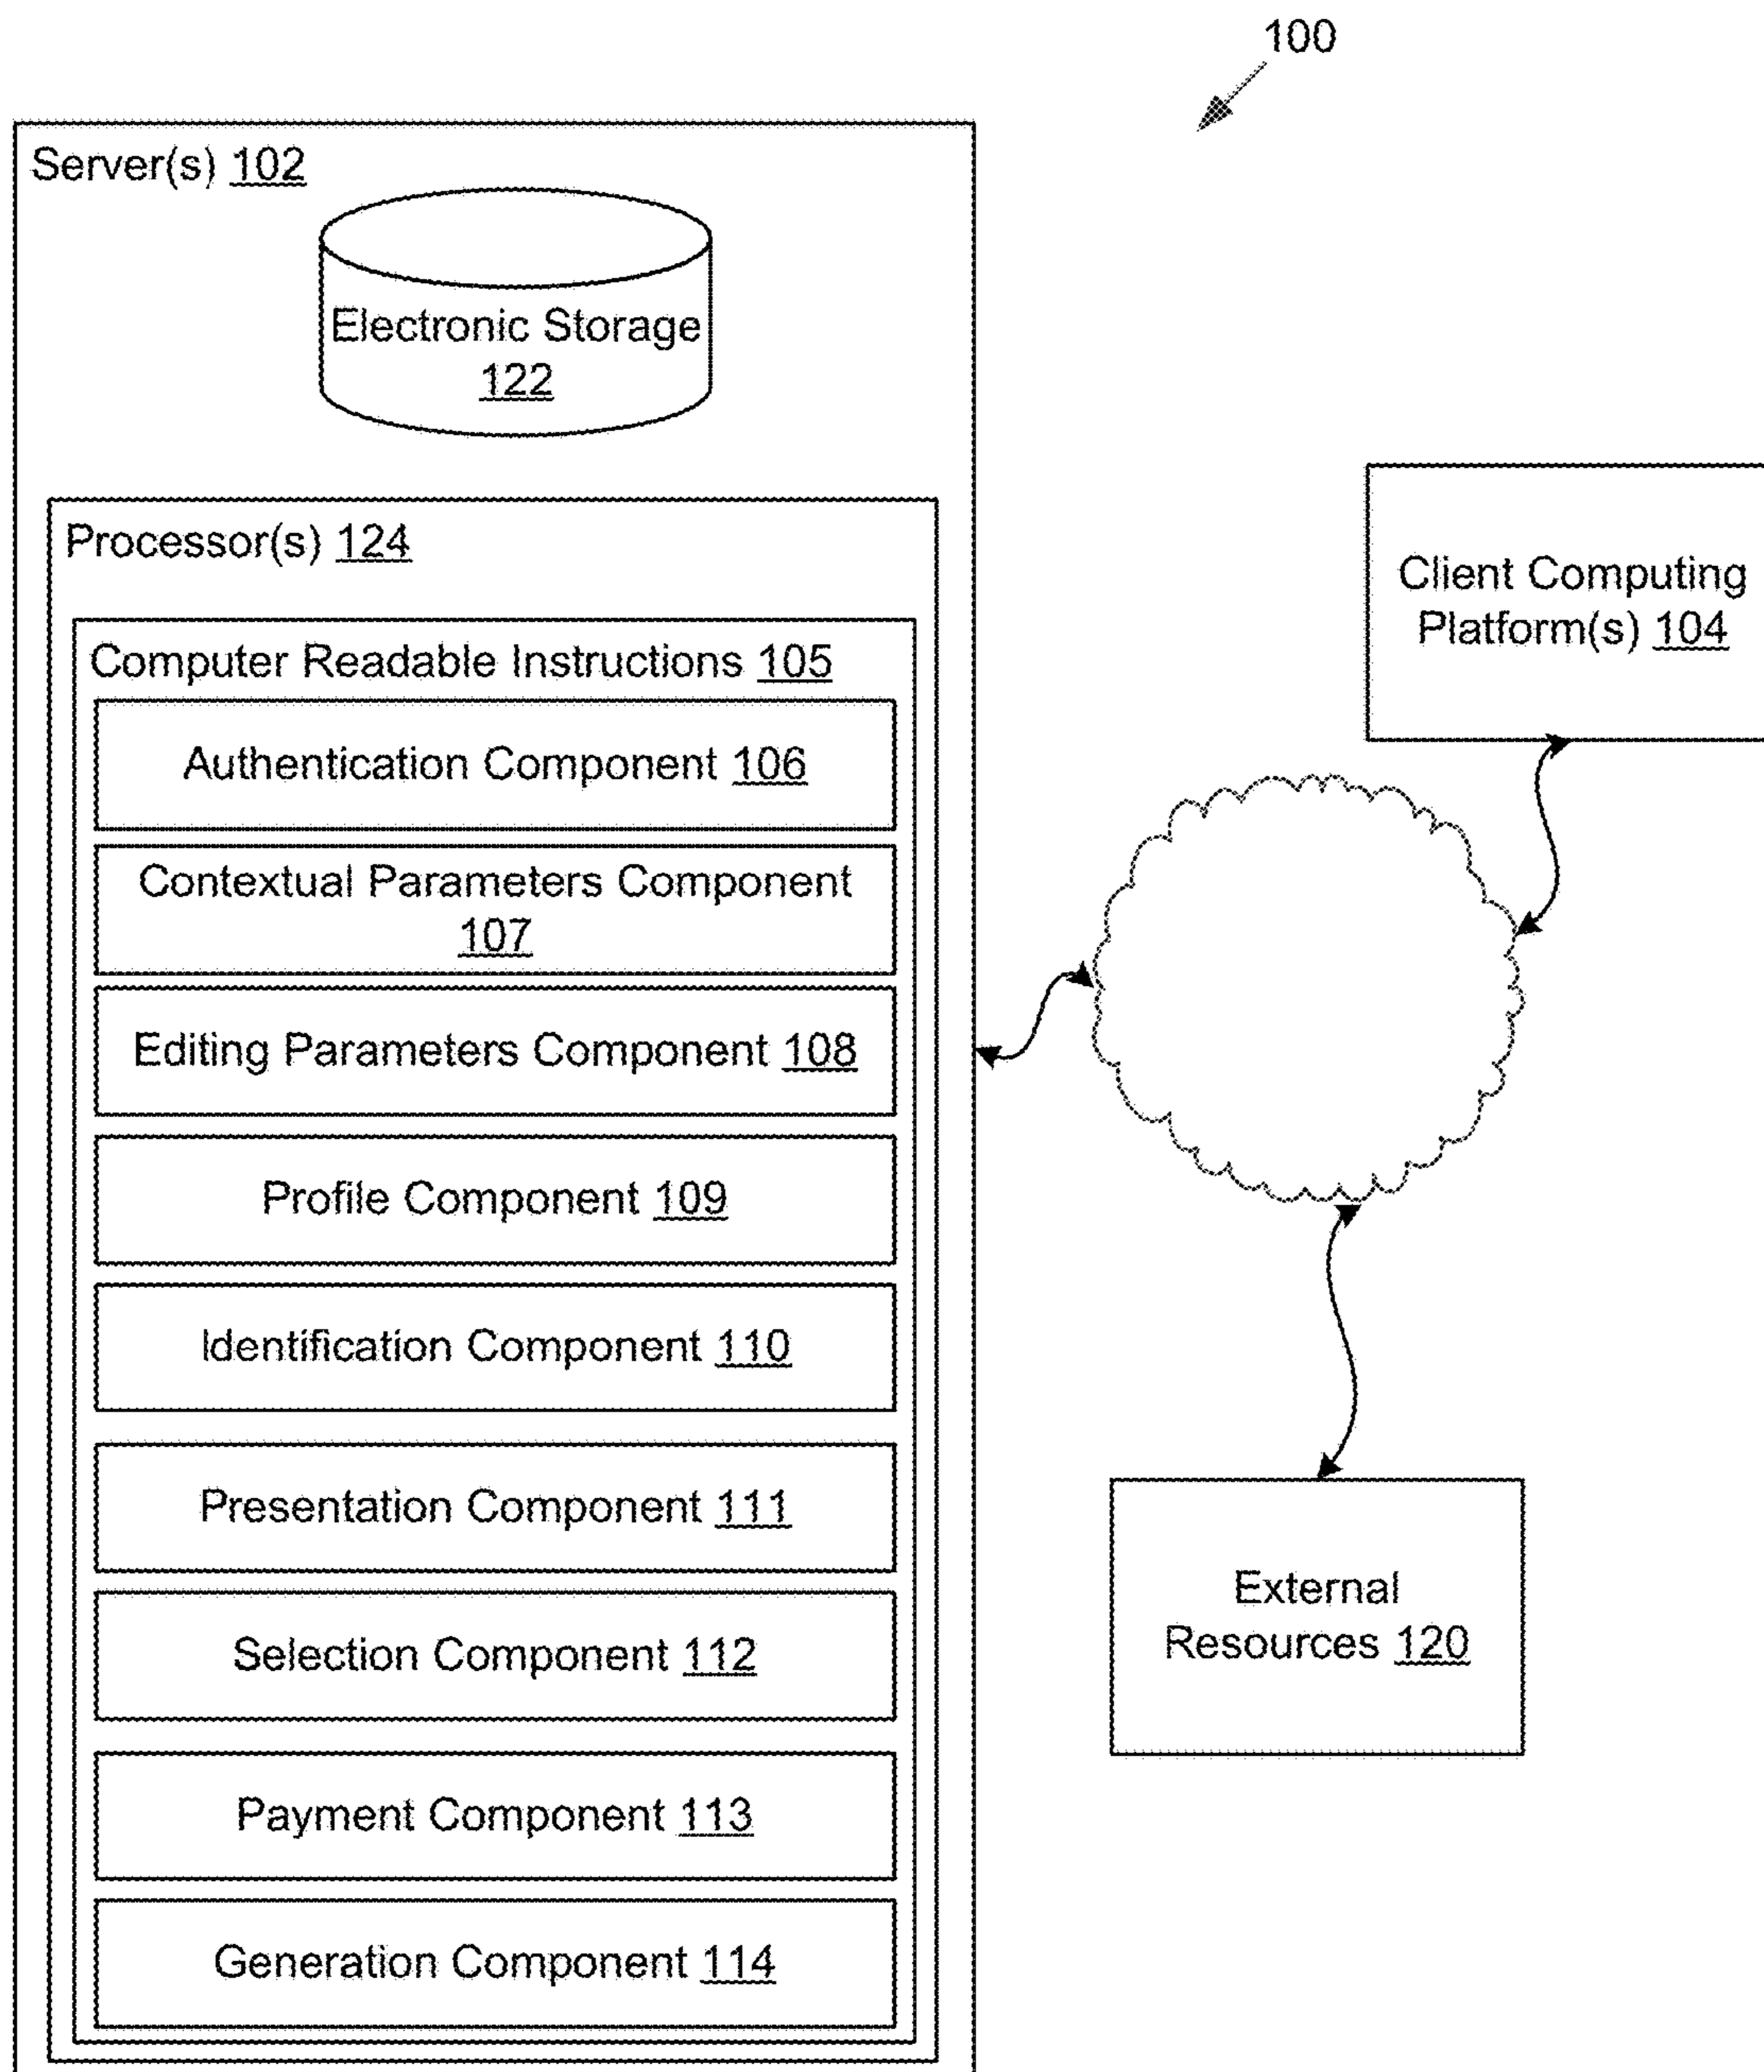 100
Server(s) 102
Electronic Storage
122
Processor(s) 124
Computer Readable Instructions 105
Authentication Component 106
Contextual Parameters Component
107
Editing Parameters Component 108
Profile Component 109
Identification Component 110
Presentation Component 111
Selection Component 112
Payment Component 113
Generation Component 114
Client Computing
Platform(s) 104
External
Resources 120